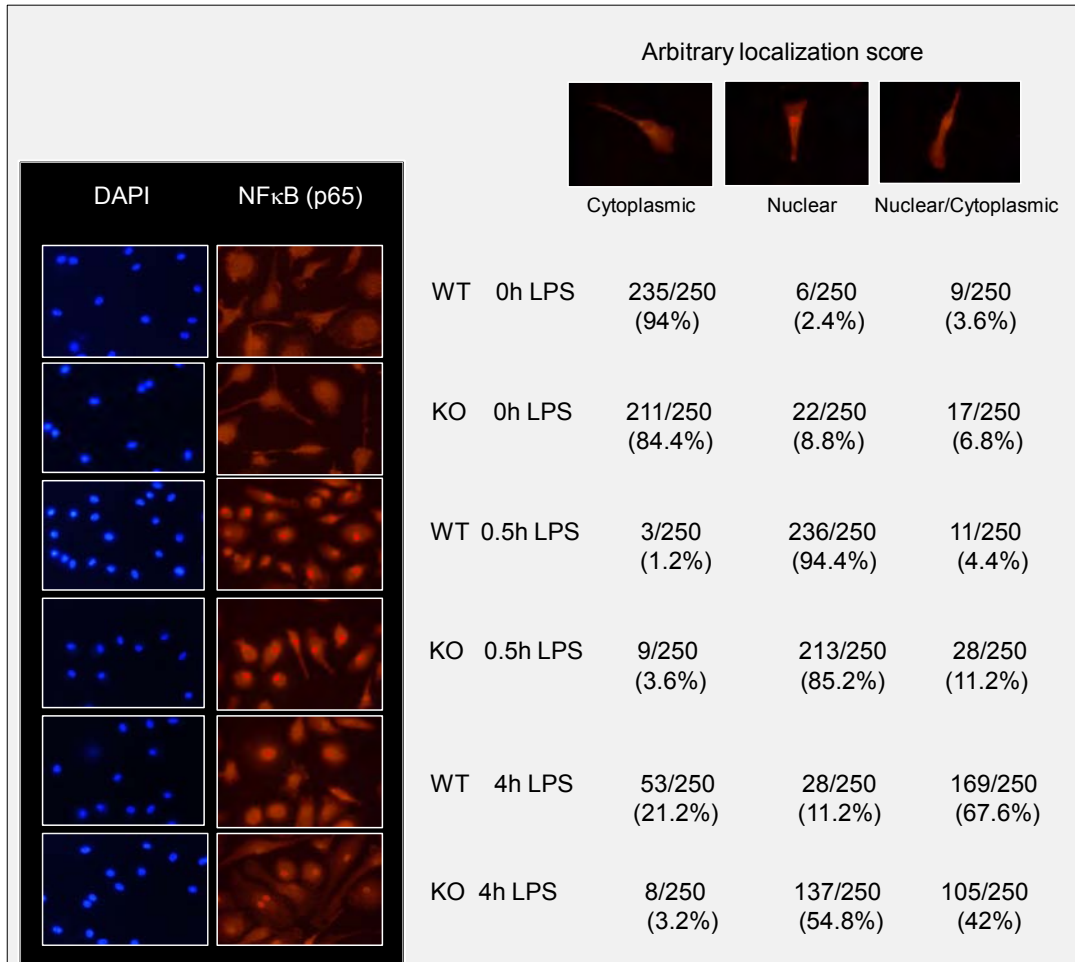 Arbitrary localization score
DAPI NFκB (p65)
Cytoplasmic Nuclear Nuclear/Cytoplasmic
WT 0h LPS 235/250 6/250 9/250
(94%) (2.4%) (3.6%)
KO 0h LPS 211/250 22/250 17/250
(84.4%) (8.8%) (6.8%)
WT 0.5h LPS 3/250 236/250 11/250
(1.2%) (94.4%) (4.4%)
KO 0.5h LPS 9/250 213/250 28/250
(3.6%) (85.2%) (11.2%)
WT 4h LPS 53/250 28/250 169/250
(21.2%) (11.2%) (67.6%)
KO 4h LPS 8/250 137/250 105/250
(3.2%) (54.8%) (42%)